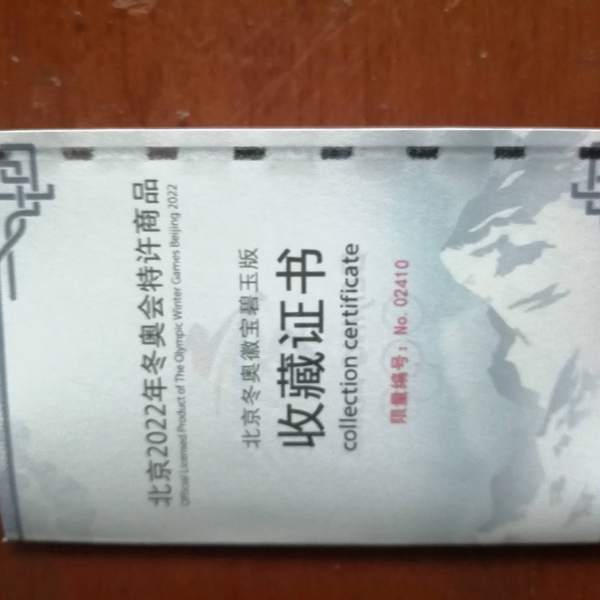 北京2022年冬奥会特许商品
Official Licensed Product of The Olympic Winter Games Beijing 2022
北京冬奥徽宝碧玉版
收藏证书
collection certificate
限量编号：No. 02410